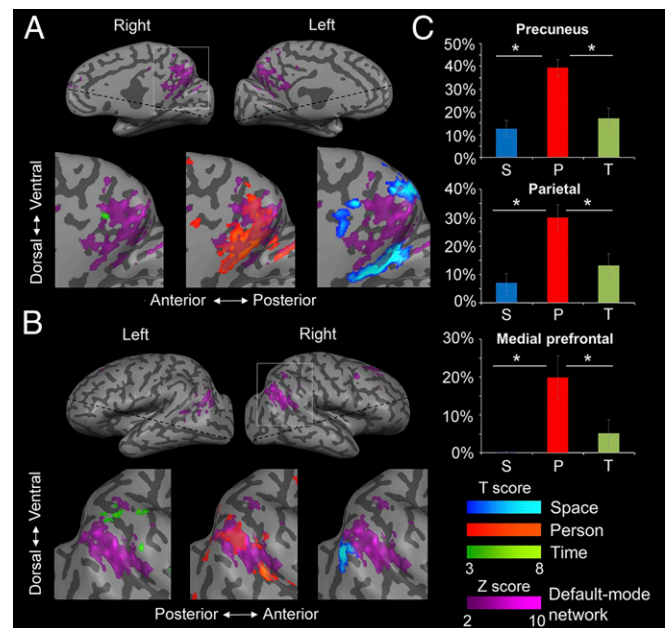 A
Right
Left
Dorsal ↔ Ventral
Anterior ↔ Posterior
B
Left
Right
Dorsal ↔ Ventral
Posterior ↔ Anterior
C
Precuneus
50%
40%
30%
20%
10%
0%
* *
S P T
Parietal
40%
30%
20%
10%
0%
* *
S P T
Medial prefrontal
30%
20%
10%
0%
* *
S P T
T score
Space
Person
Time
3 8
Z score
Default-mode
network
2 10